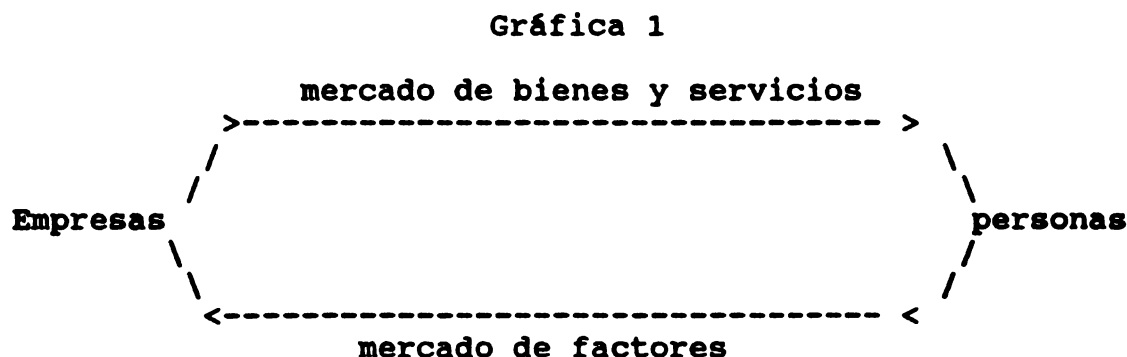 Gráfica 1
mercado de bienes y servicios
Empresas
personas
mercado de factores